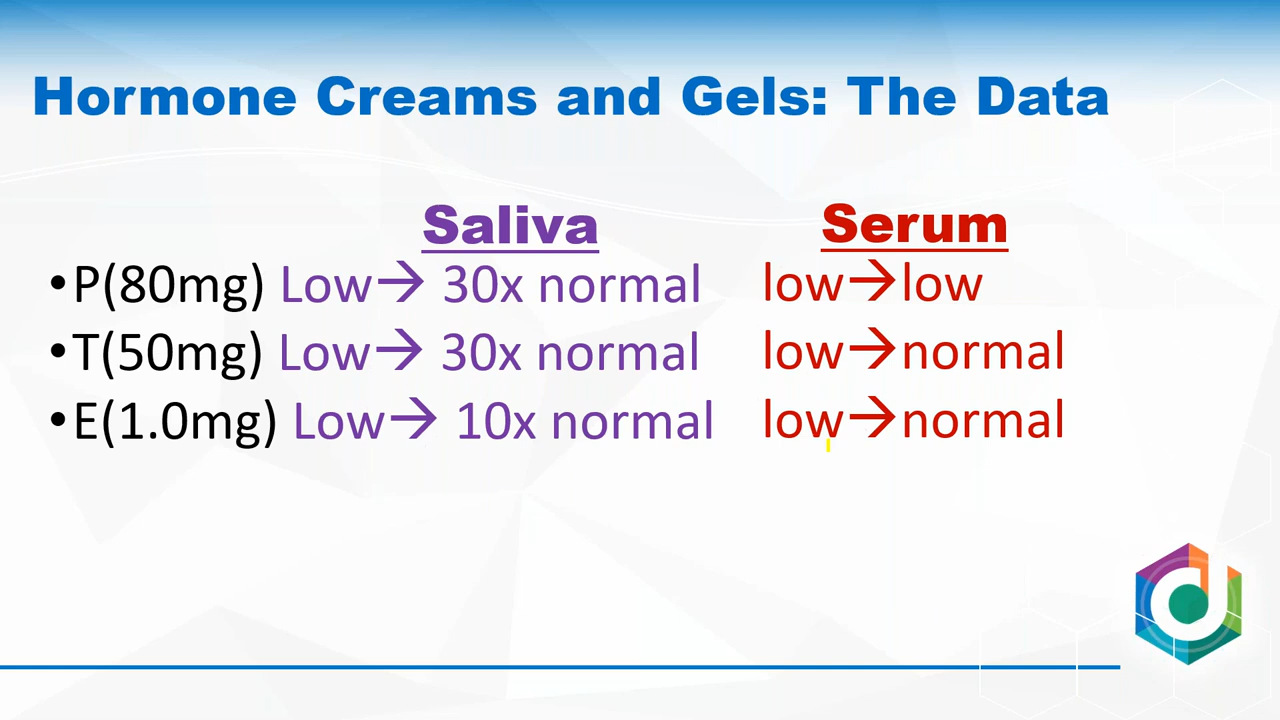 Hormone Creams and Gels: The Data
Saliva Serum
•P(80mg) Low→ 30x normal low→low
•T(50mg) Low→ 30x normal low→normal
•E(1.0mg) Low→ 10x normal low→normal